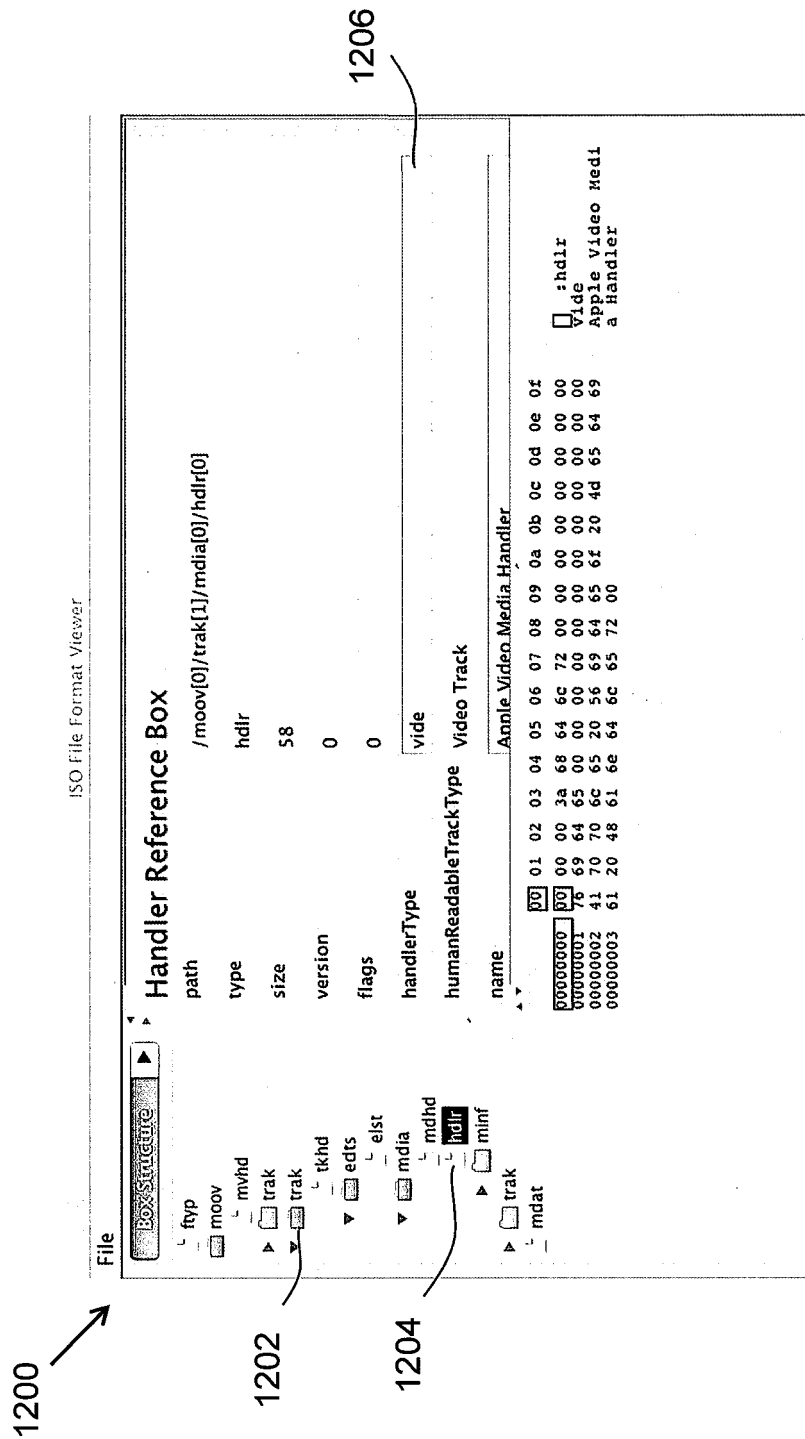 1200
ISO File Format Viewer
File
Box Structure
ftyp
moov
mvhd
trak
trak
tkhd
edts
elst
mdia
mdhd
hdlr
minf
trak
mdat
1202
1204
Handler Reference Box
path /moov[0]/trak[1]/mdia[0]/hdlr[0]
type hdlr
size 58
version 0
flags 0
handlerType vide
humanReadableTrackType Video Track
name Apple Video Media Handler
1206
00 01 02 03 04 05 06 07 08 09 0a 0b 0c 0d 0e 0f
00000000 00 00 00 3a 68 64 6c 72 00 00 00 00 00 00 00 00 :hdlr
00000001 76 69 64 65 00 00 00 00 00 00 00 00 00 00 00 00 vide
00000002 41 70 70 6c 65 20 56 69 64 65 6f 20 4d 65 64 69 Apple Video Medi
00000003 61 20 48 61 6e 64 6c 65 72 00 a Handler